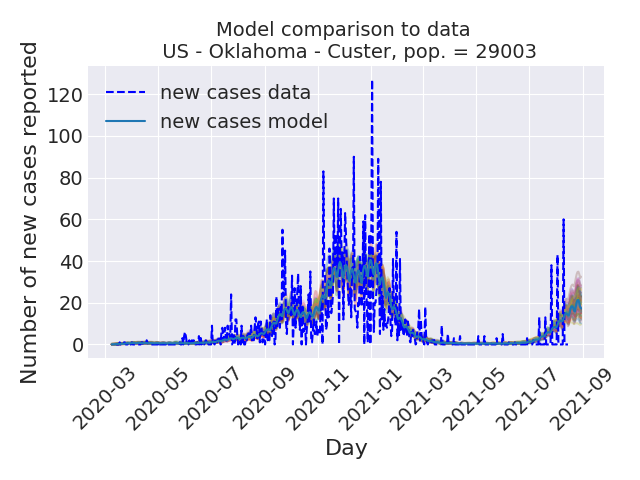 Model comparison to data
US - Oklahoma - Custer, pop. = 29003
Number of new cases reported
120
100
80
60
40
20
0
new cases data
new cases model
2020-03
2020-05
2020-07
2020-09
2020-11
2021-01
2021-03
2021-05
2021-07
2021-09
Day